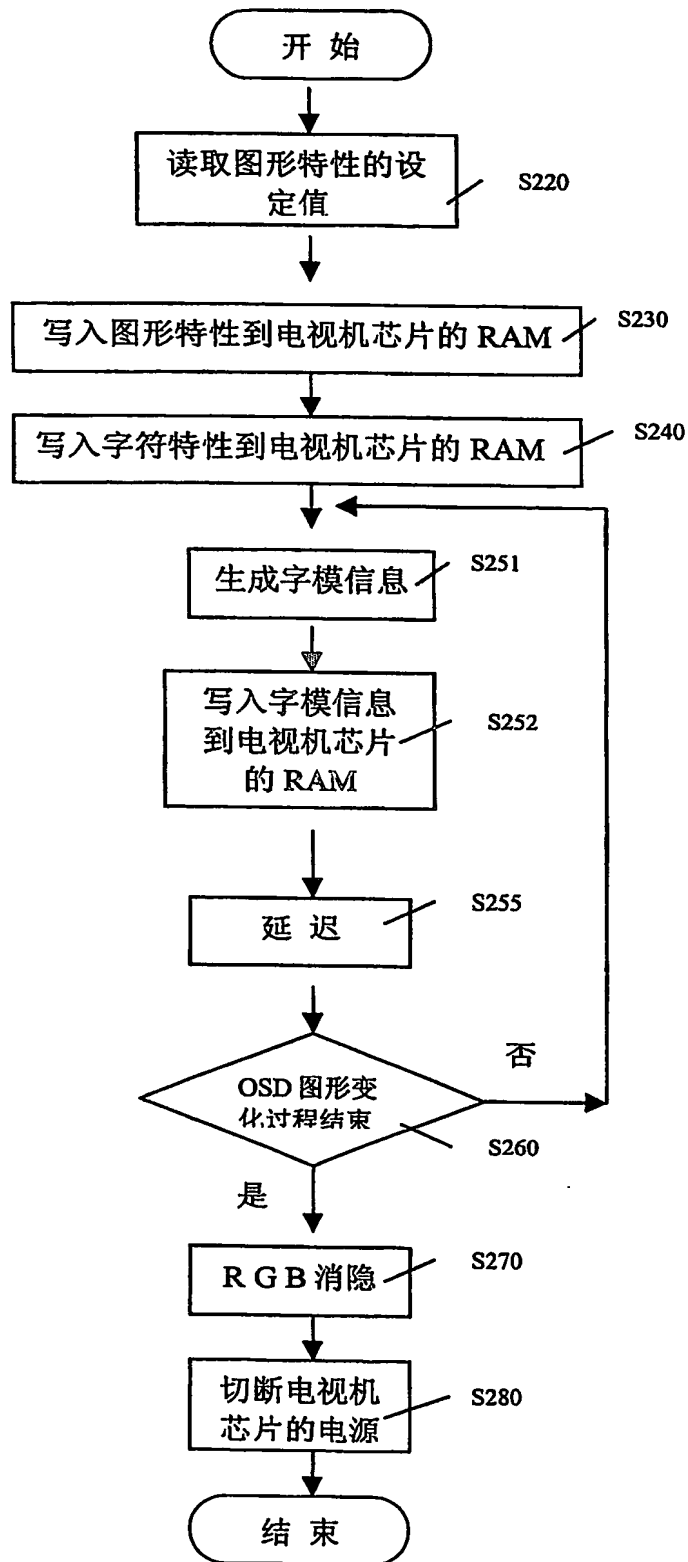 开 始
读取图形特性的设
定值
S220
写入图形特性到电视机芯片的 RAM
S230
写入字符特性到电视机芯片的 RAM
S240
生成字模信息
S251
写入字模信息
到电视机芯片
的 RAM
S252
延 迟
S255
OSD 图形变
化过程结束
否
S260
是
R G B 消隐
S270
切断电视机
芯片的电源
S280
结 束